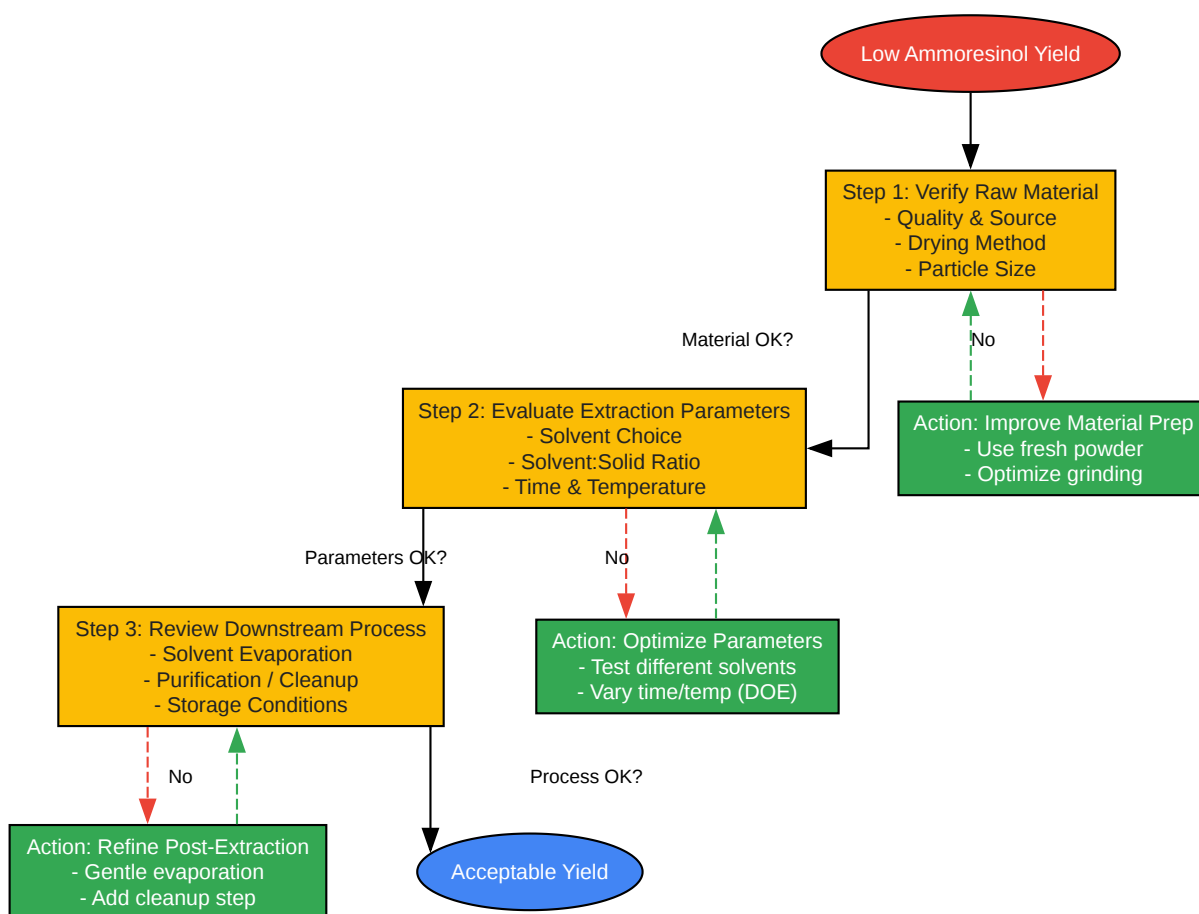 Low Ammoresinol Yield
Step 1: Verify Raw Material
- Quality & Source
- Drying Method
- Particle Size
Material OK?
No
Action: Improve Material Prep
- Use fresh powder
- Optimize grinding
Step 2: Evaluate Extraction Parameters
- Solvent Choice
- Solvent:Solid Ratio
- Time & Temperature
Parameters OK?
No
Action: Optimize Parameters
- Test different solvents
- Vary time/temp (DOE)
Step 3: Review Downstream Process
- Solvent Evaporation
- Purification / Cleanup
- Storage Conditions
No
Process OK?
Action: Refine Post-Extraction
- Gentle evaporation
- Add cleanup step
Acceptable Yield